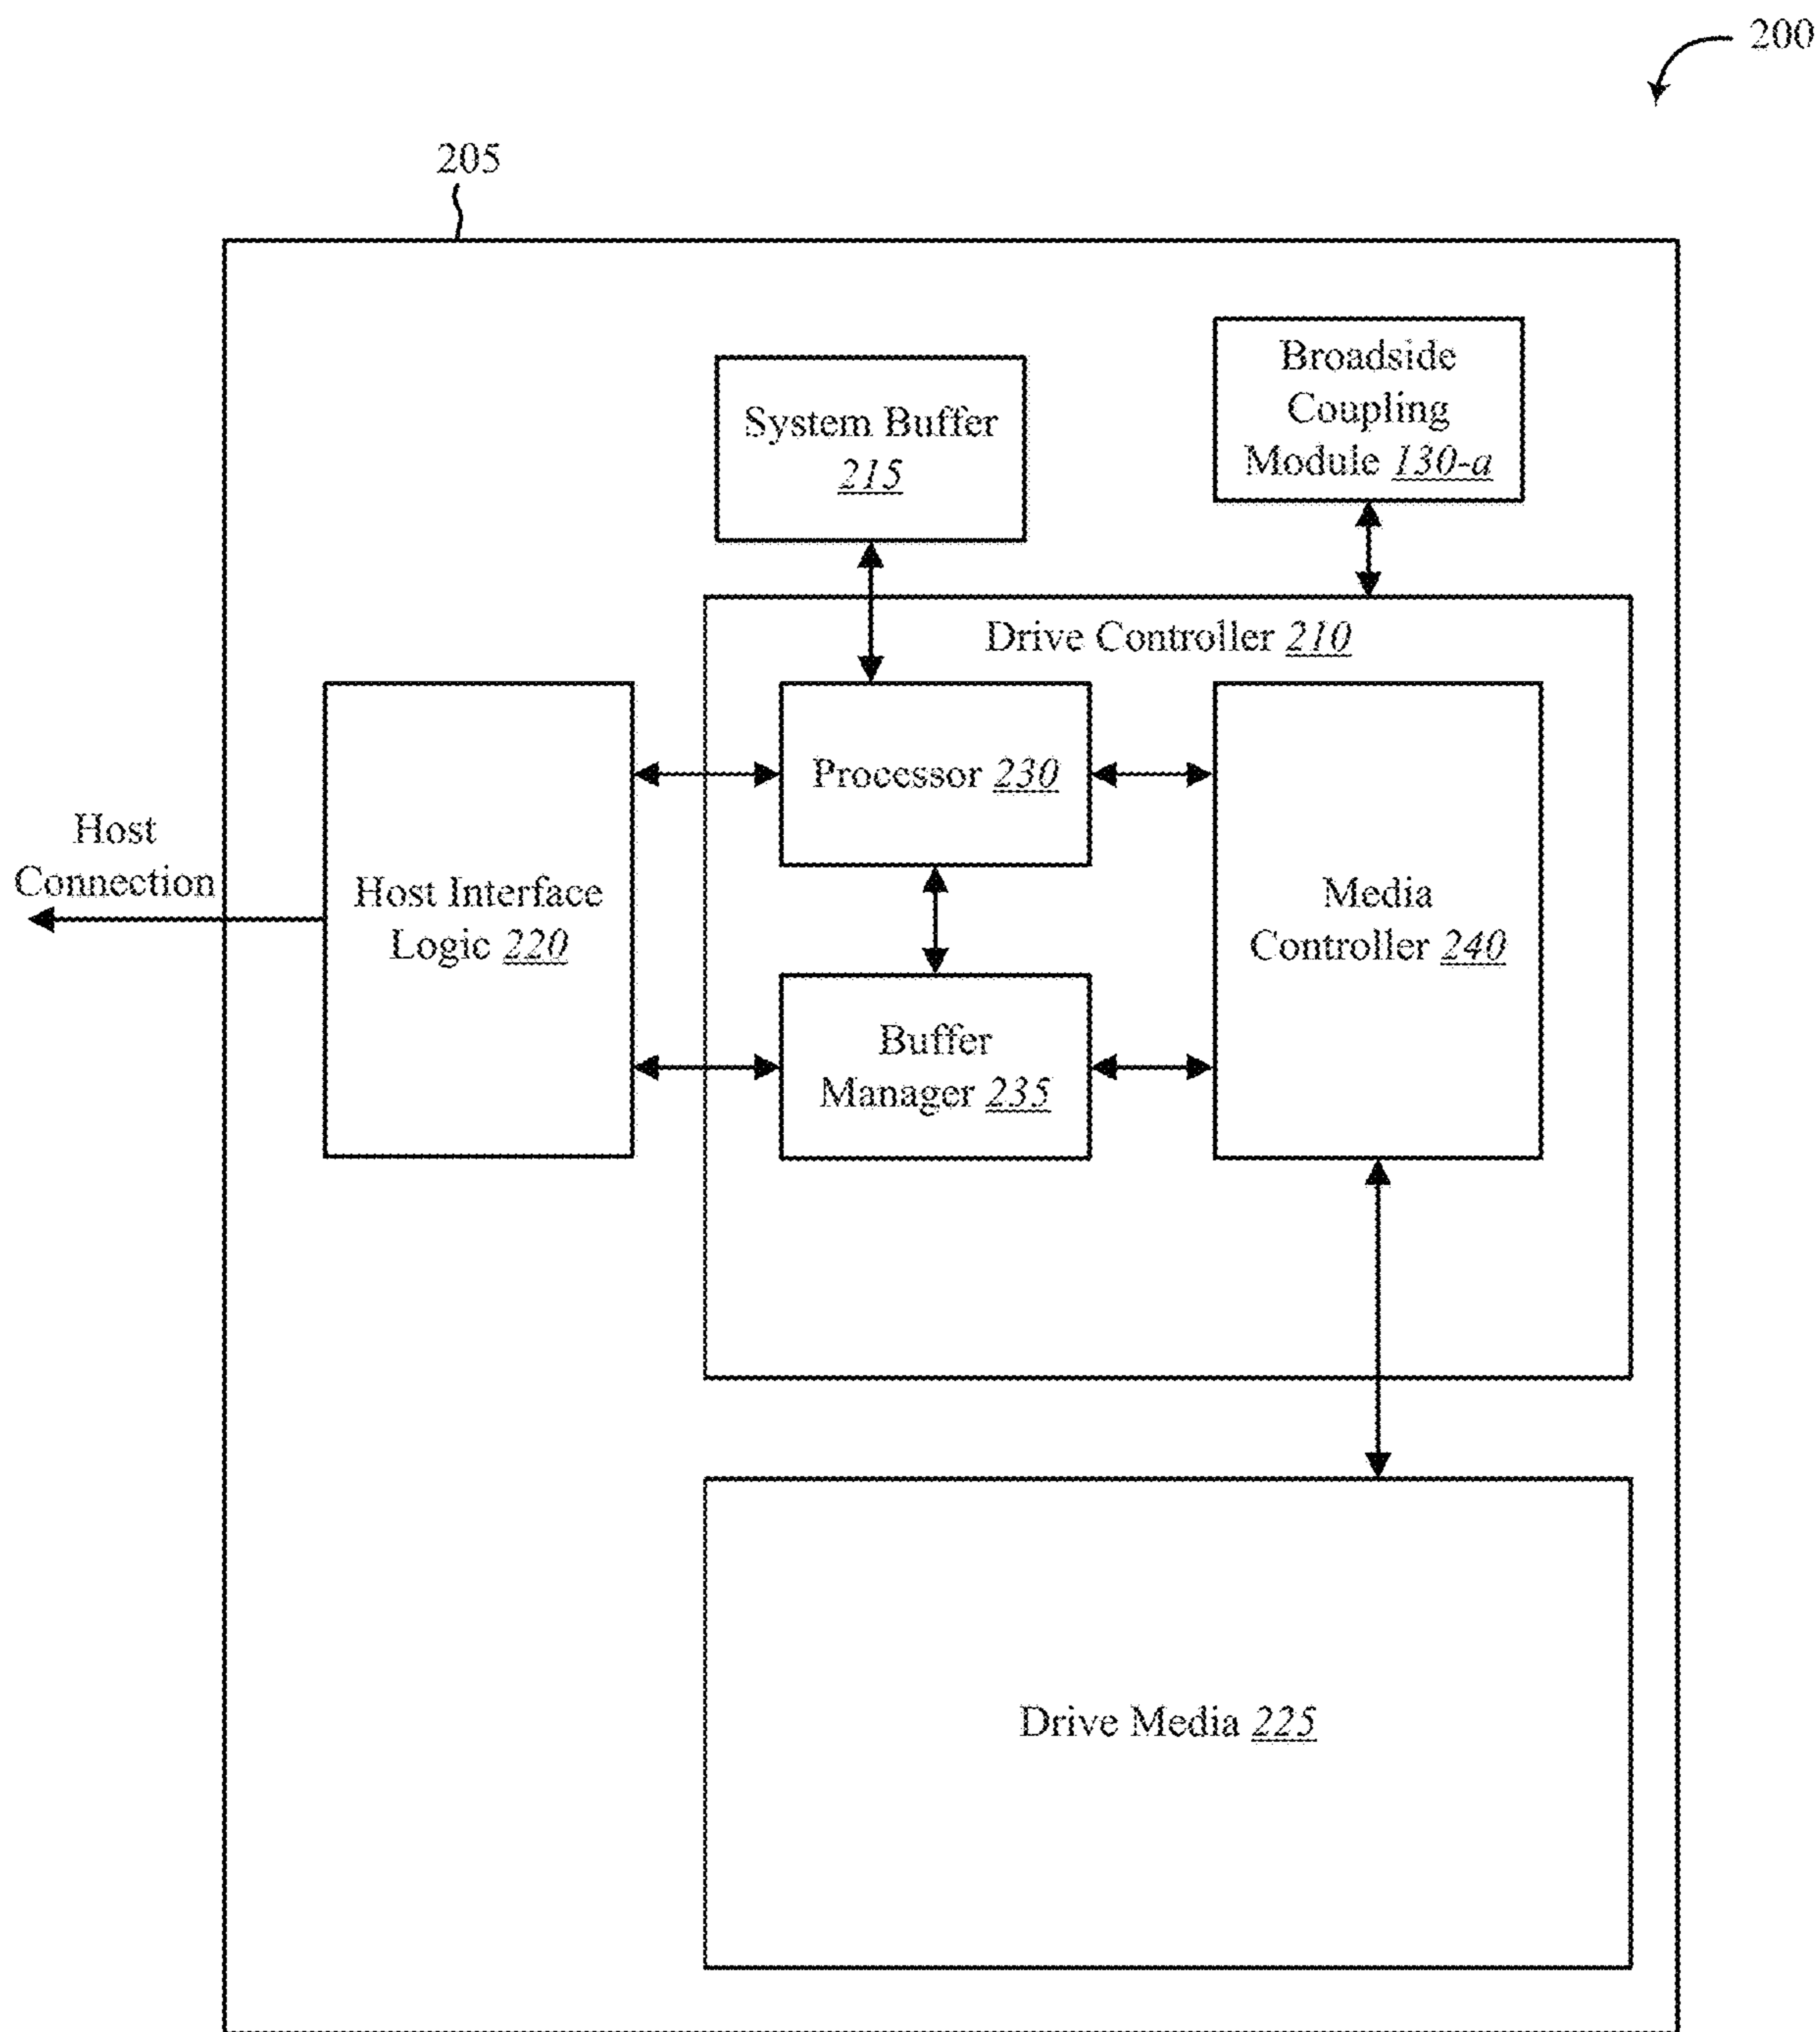 200
205
Broadside
Coupling
Module 130-a
System Buffer
215
Drive Controller 210
Processor 230
Host
Connection
Host Interface
Logic 220
Media
Controller 240
Buffer
Manager 235
Drive Media 225